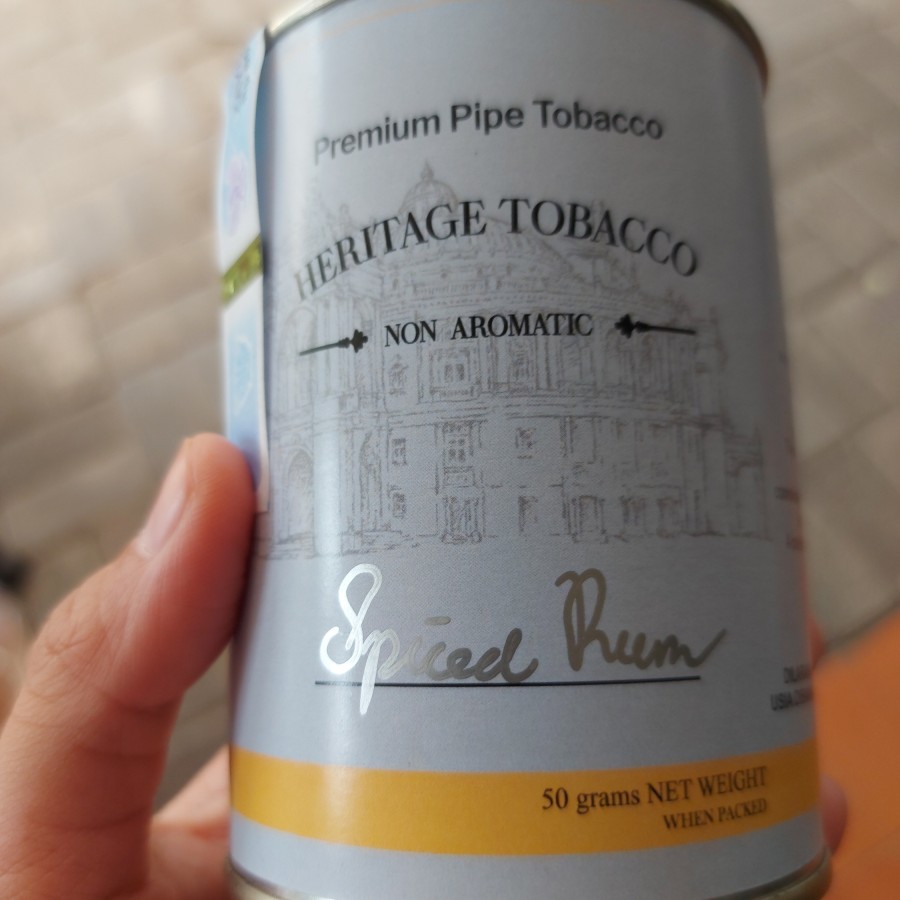 Premium Pipe Tobacco
HERITAGE TOBACCO
NON AROMATIC
Spiced Rum
50 grams NET WEIGHT
WHEN PACKED